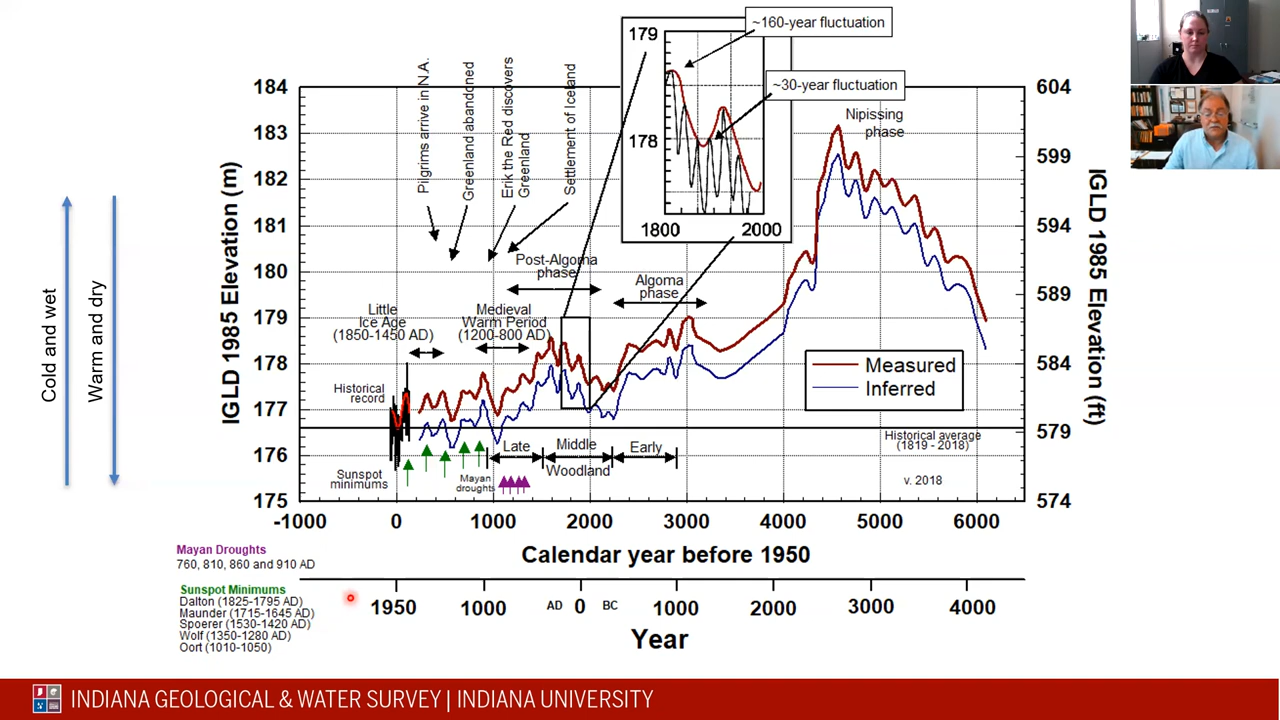 ~160-year fluctuation
~30-year fluctuation
179
178
1800
2000
Pilgrims arrive in N.A.
Greenland abandoned
Erik the Red discovers
Greenland
Settlement of Iceland
Nipissing
phase
Post-Algoma
phase
Algoma
phase
Little
Ice Age
(1850-1450 AD)
Medieval
Warm Period
(1200-800 AD)
Historical
record
Measured
Inferred
Historical average
(1819 - 2018)
v. 2018
Late
Middle
Early
Woodland
Sunspot
minimums
Mayan
droughts
Cold and wet
Warm and dry
IGLD 1985 Elevation (m)
184
183
182
181
180
179
178
177
176
175
604
599
594
589
584
579
574
IGLD 1985 Elevation (ft)
-1000
0
1000
2000
3000
4000
5000
6000
Calendar year before 1950
1950
1000
AD
0
BC
1000
2000
3000
4000
Year
Mayan Droughts
760, 810, 860 and 910 AD
Sunspot Minimums
Dalton (1825-1795 AD)
Maunder (1715-1645 AD)
Spoerer (1530-1420 AD)
Wolf (1350-1280 AD)
Oort (1010-1050)
INDIANA GEOLOGICAL & WATER SURVEY | INDIANA UNIVERSITY